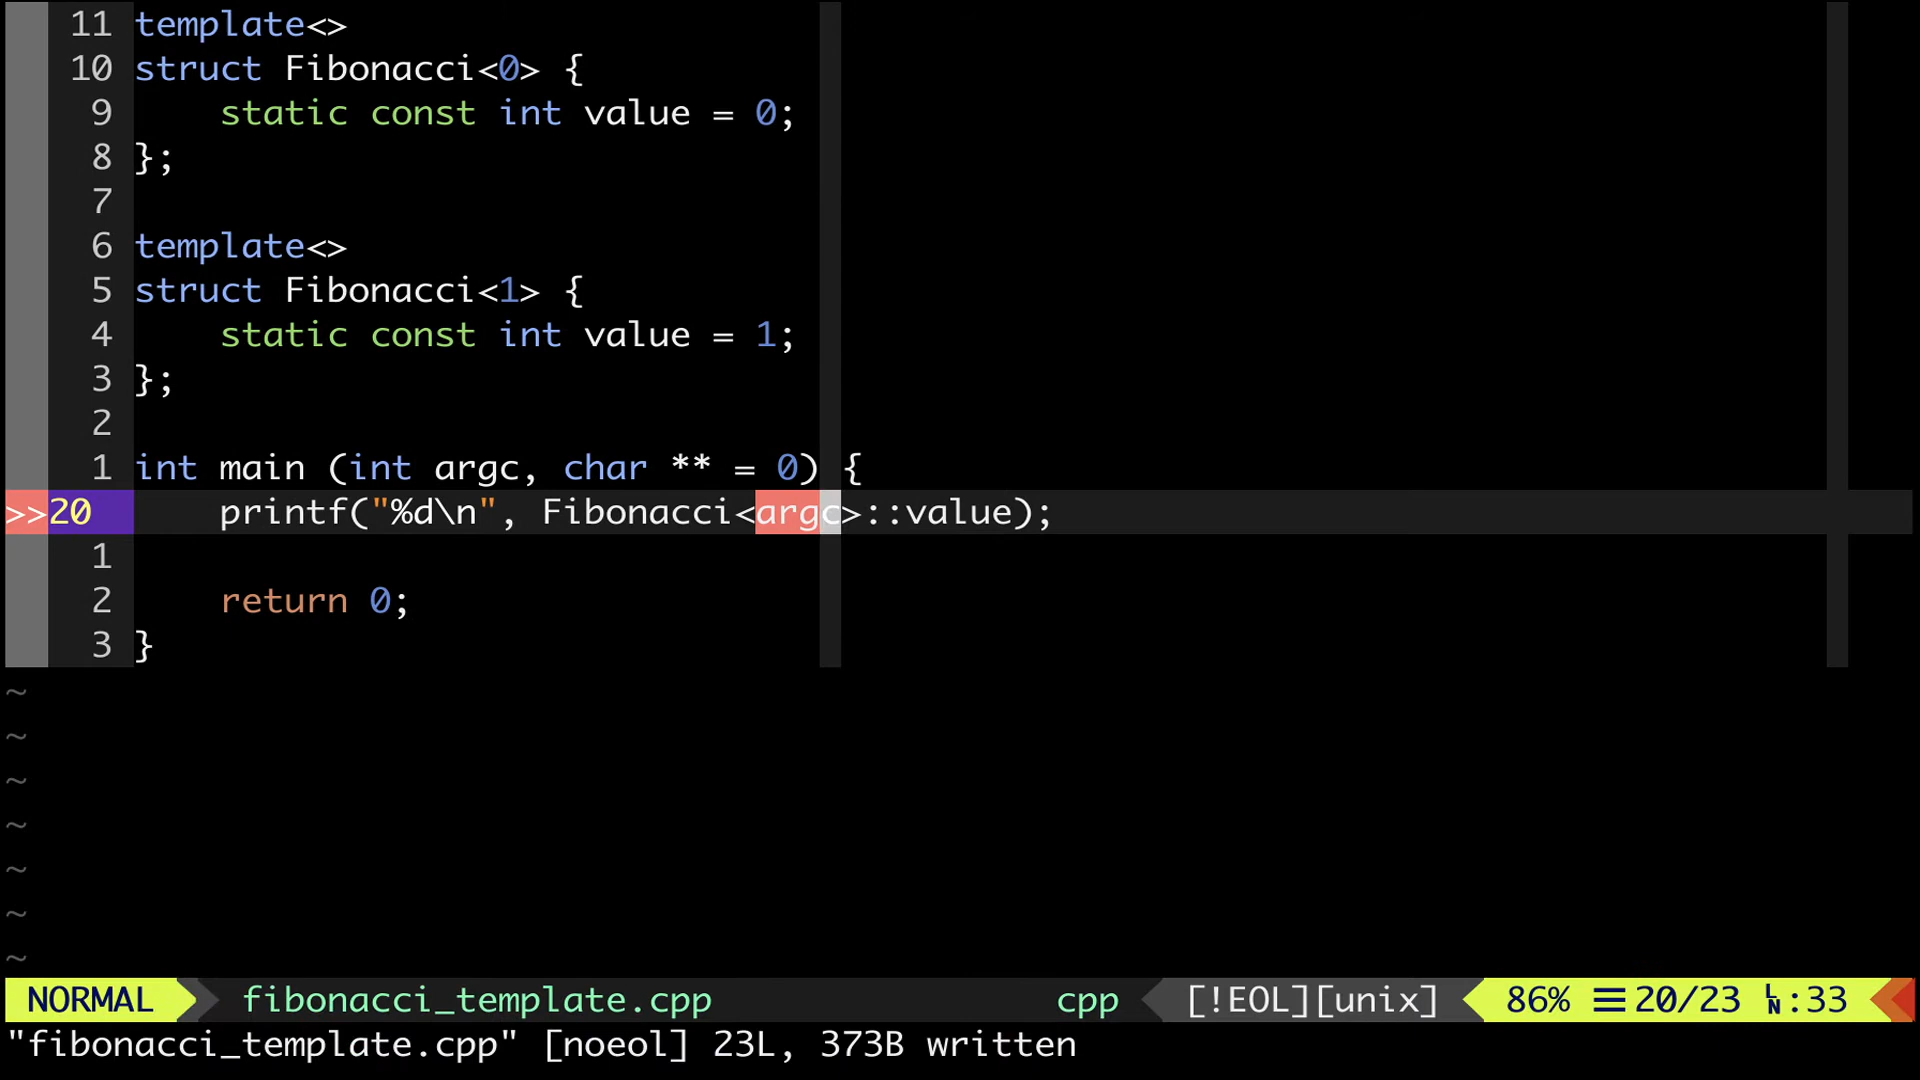 11 template<>
10 struct Fibonacci<0> {
9     static const int value = 0;
8 };
7
6 template<>
5 struct Fibonacci<1> {
4     static const int value = 1;
3 };
2
1 int main (int argc, char ** = 0) {
>>20     printf("%d\n", Fibonacci<argc>::value);
1
2     return 0;
3 }
~
~
~
~
~
~
~
NORMAL fibonacci_template.cpp cpp [!EOL][unix] 86% ☰ 20/23 LN:33
"fibonacci_template.cpp" [noeol] 23L, 373B written